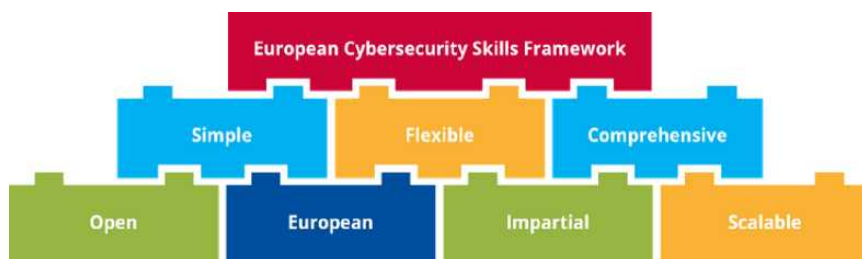 European Cybersecurity Skills Framework
Simple
Flexible
Comprehensive
Open
European
Impartial
Scalable